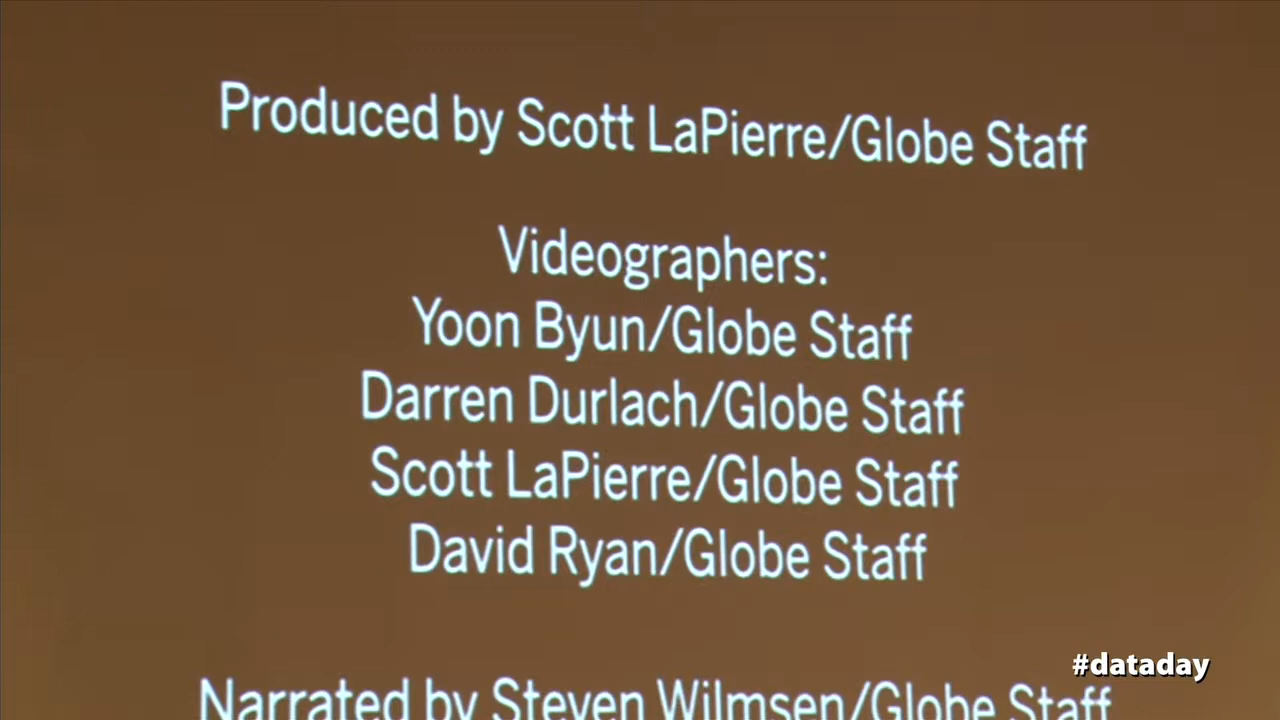 Produced by Scott LaPierre/Globe Staff
Videographers:
Yoon Byun/Globe Staff
Darren Durlach/Globe Staff
Scott LaPierre/Globe Staff
David Ryan/Globe Staff
#dataday
Narrated by Steven Wilmsen/Globe Staff